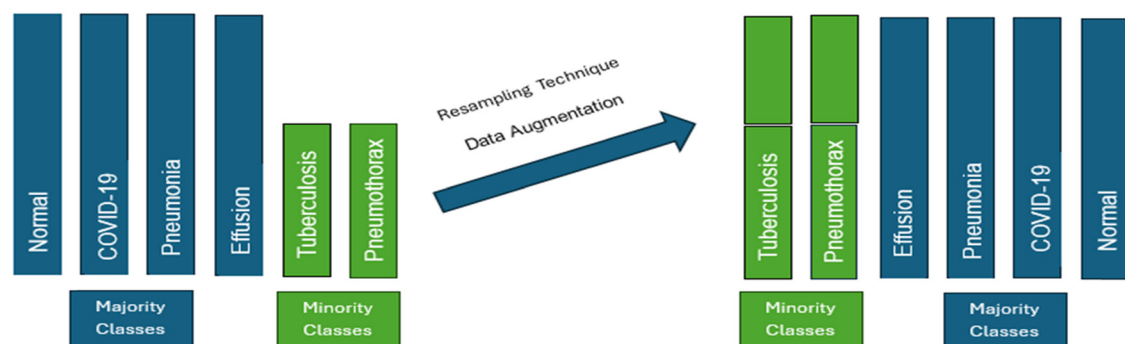 Normal
COVID-19
Pneumonia
Effusion
Tuberculosis
Pneumothorax
Majority
Classes
Minority
Classes
Resampling Technique
Data Augmentation
Tuberculosis
Pneumothorax
Effusion
Pneumonia
COVID-19
Normal
Minority
Classes
Majority
Classes